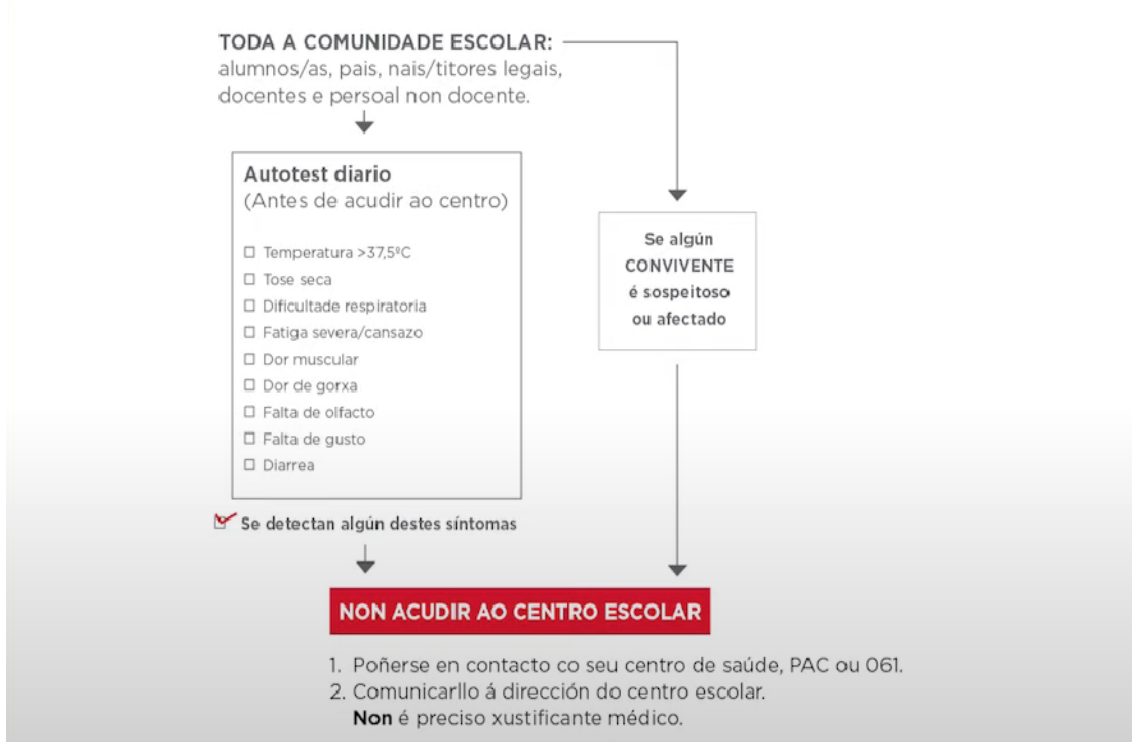 TODA A COMUNIDADE ESCOLAR:
alumnos/as, pais, nais/titores legais,
docentes e persoal non docente.
Autotest diario
(Antes de acudir ao centro)
Temperatura >37,5ºC
Tose seca
Dificultade respiratoria
Fatiga severa/cansazo
Dor muscular
Dor de gorxa
Falta de olfacto
Falta de gusto
Diarrea
Se detectan algún destes síntomas
Se algún
CONVIVENTE
é sospeitoso
ou afectado
NON ACUDIR AO CENTRO ESCOLAR
1. Poñerse en contacto co seu centro de saúde, PAC ou 061.
2. Comunicarllo á dirección do centro escolar.
Non é preciso xustificante médico.